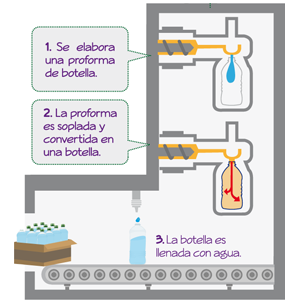 1. Se elabora
una proforma
de botella.
2. La proforma
es soplada y
convertida en
una botella.
3. La botella es
llenada con agua.